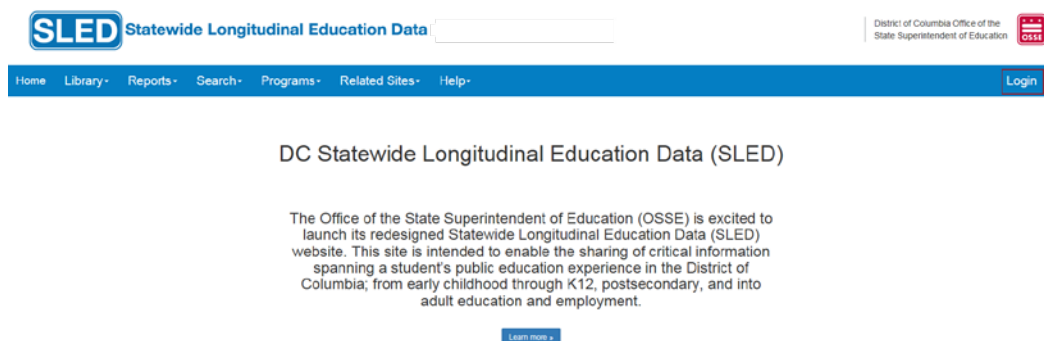 SLED Statewide Longitudinal Education Data
District of Columbia Office of the
State Superintendent of Education
OSSE
Home Library Reports Search Programs Related Sites Help Login
DC Statewide Longitudinal Education Data (SLED)
The Office of the State Superintendent of Education (OSSE) is excited to
launch its redesigned Statewide Longitudinal Education Data (SLED)
website. This site is intended to enable the sharing of critical information
spanning a student's public education experience in the District of
Columbia; from early childhood through K12, postsecondary, and into
adult education and employment.
Learn more »